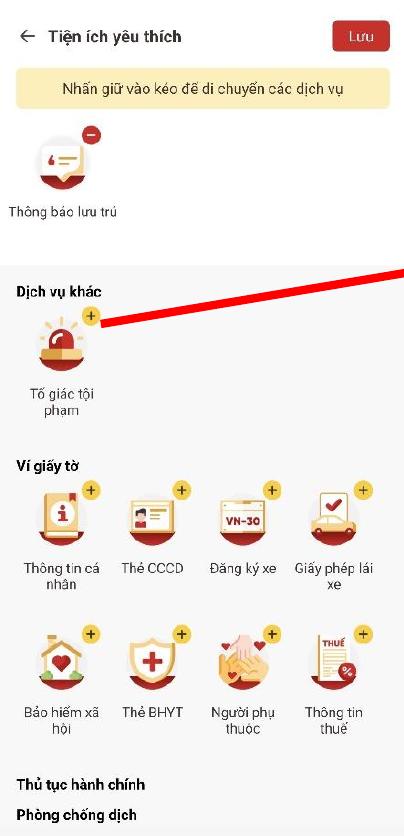 Tiện ích yêu thích
Lưu
Nhấn giữ vào kéo để di chuyển các dịch vụ
Thông báo lưu trú
Dịch vụ khác
Tố giác tội
phạm
Ví giấy tờ
VN-30
Thông tin cá
nhân
Thẻ CCCD
Đăng ký xe
Giấy phép lái
xe
THUẾ
Bảo hiểm xã
hội
Thẻ BHYT
Người phụ
thuộc
Thông tin
thuế
Thủ tục hành chính
Phòng chống dịch